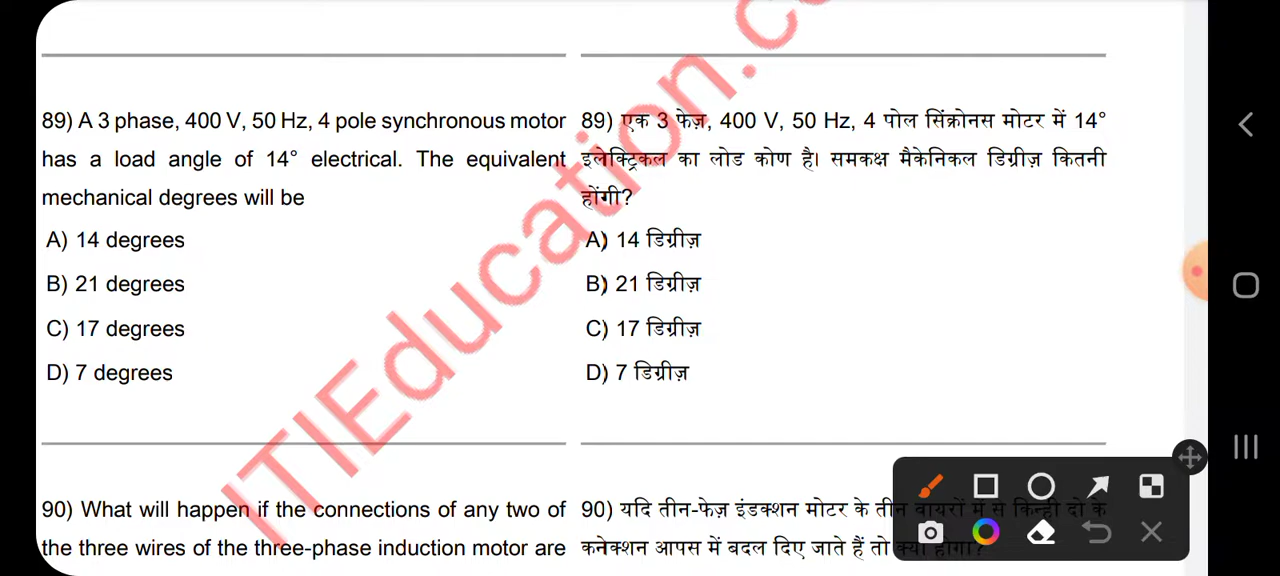 89) A 3 phase, 400 V, 50 Hz, 4 pole synchronous motor
has a load angle of 14° electrical. The equivalent
mechanical degrees will be
A) 14 degrees
B) 21 degrees
C) 17 degrees
D) 7 degrees
90) What will happen if the connections of any two of
the three wires of the three-phase induction motor are
89) एक 3 फेज़, 400 V, 50 Hz, 4 पोल सिंक्रोनस मोटर में 14°
इलेक्ट्रिकल का लोड कोण है। समकक्ष मैकेनिकल डिग्रीज़ कितनी
होंगी?
A) 14 डिग्रीज़
B) 21 डिग्रीज़
C) 17 डिग्रीज़
D) 7 डिग्रीज़
90) यदि तीन-फेज़ इंडक्शन मोटर के तीन वायरों में से किन्ही दो के
कनेक्शन आपस में बदल दिए जाते हैं तो क्या होगा?
ITIEducation.co